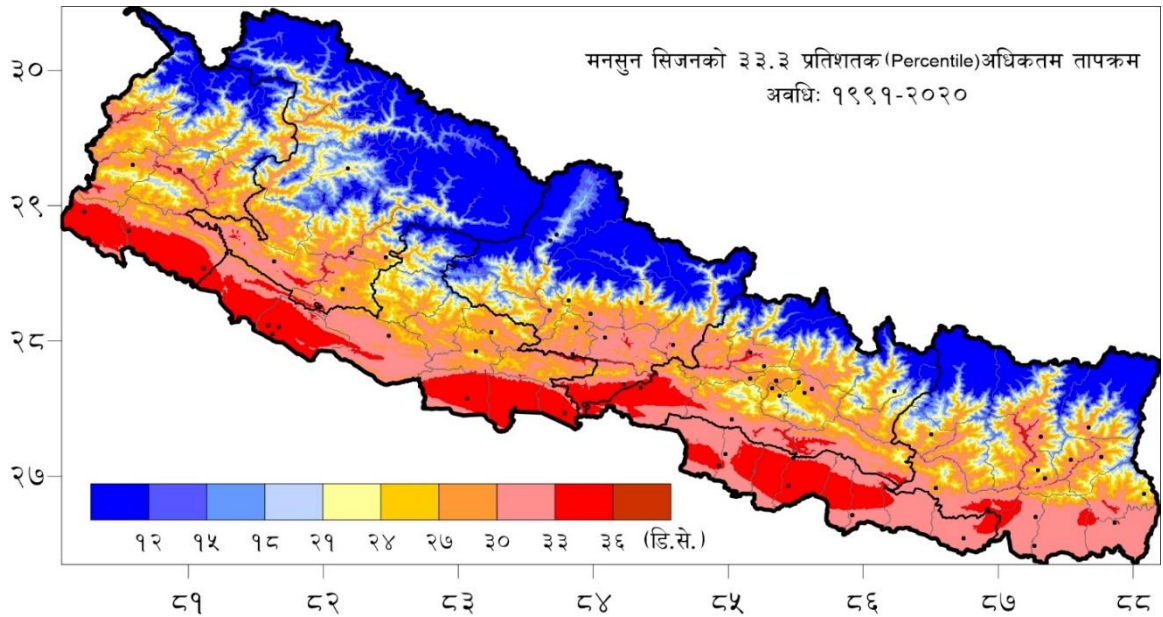 मनसुन सिजनको ३३.३ प्रतिशतक(Percentile)अधिकतम तापक्रम
अवधिः १९९१-२०२०
३०
२९
२८
२७
१२ १५ १८ २१ २४ २७ ३० ३३ ३६ (डि.से.)
८१ ८२ ८३ ८४ ८५ ८६ ८७ ८८